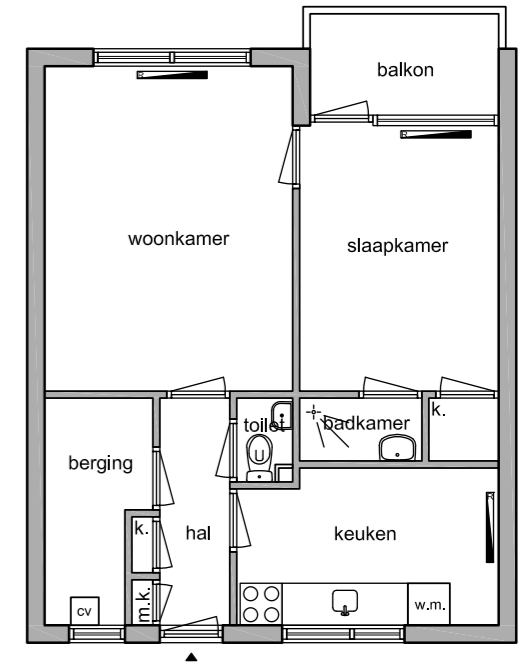 balkon
R
R
woonkamer
slaapkamer
k.
toilet
badkamer
berging
k.
hal
keuken
R
m.k.
cv
w.m.